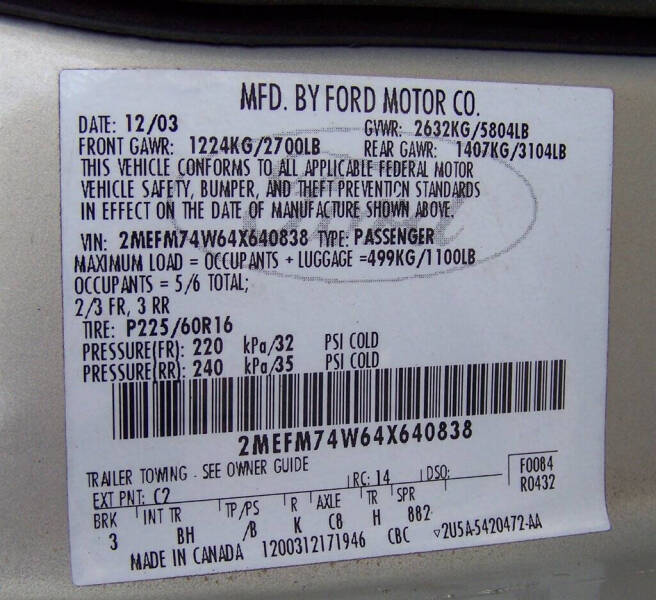 MFD. BY FORD MOTOR CO.
DATE: 12/03 GVWR: 2632KG/5804LB
FRONT GAWR: 1224KG/2700LB REAR GAWR: 1407KG/3104LB
THIS VEHICLE CONFORMS TO ALL APPLICABLE FEDERAL MOTOR
VEHICLE SAFETY, BUMPER, AND THEFT PREVENTION STANDARDS
IN EFFECT ON THE DATE OF MANUFACTURE SHOWN ABOVE.
VIN: 2MEFM74W64X640838 TYPE: PASSENGER
MAXIMUM LOAD = OCCUPANTS + LUGGAGE =499KG/1100LB
OCCUPANTS = 5/6 TOTAL;
2/3 FR, 3 RR
TIRE: P225/60R16
PRESSURE(FR): 220 kPa/32 PSI COLD
PRESSURE(RR): 240 kPa/35 PSI COLD
2MEFM74W64X640838
TRAILER TOWING - SEE OWNER GUIDE
EXT PNT: C2 RC: 14 DSO: F0084
R0432
BRK INT TR TP/PS R AXLE TR SPR
3 BH /B K C8 H 882
MADE IN CANADA 1200312171946 CBC ▽2U5A-5420472-AA